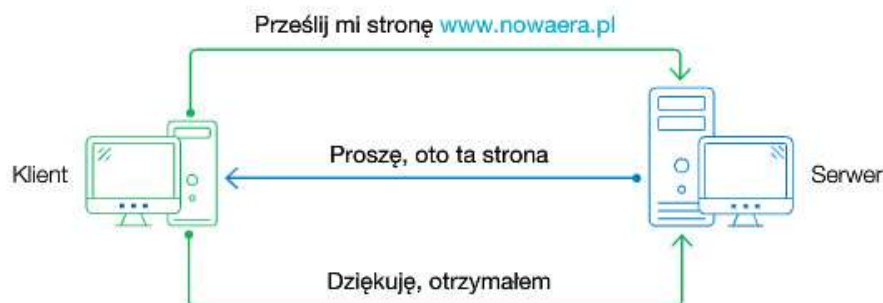 Prześlij mi stronę www.nowaera.pl
Klient
Proszę, oto ta strona
Serwer
Dziękuję, otrzymałem